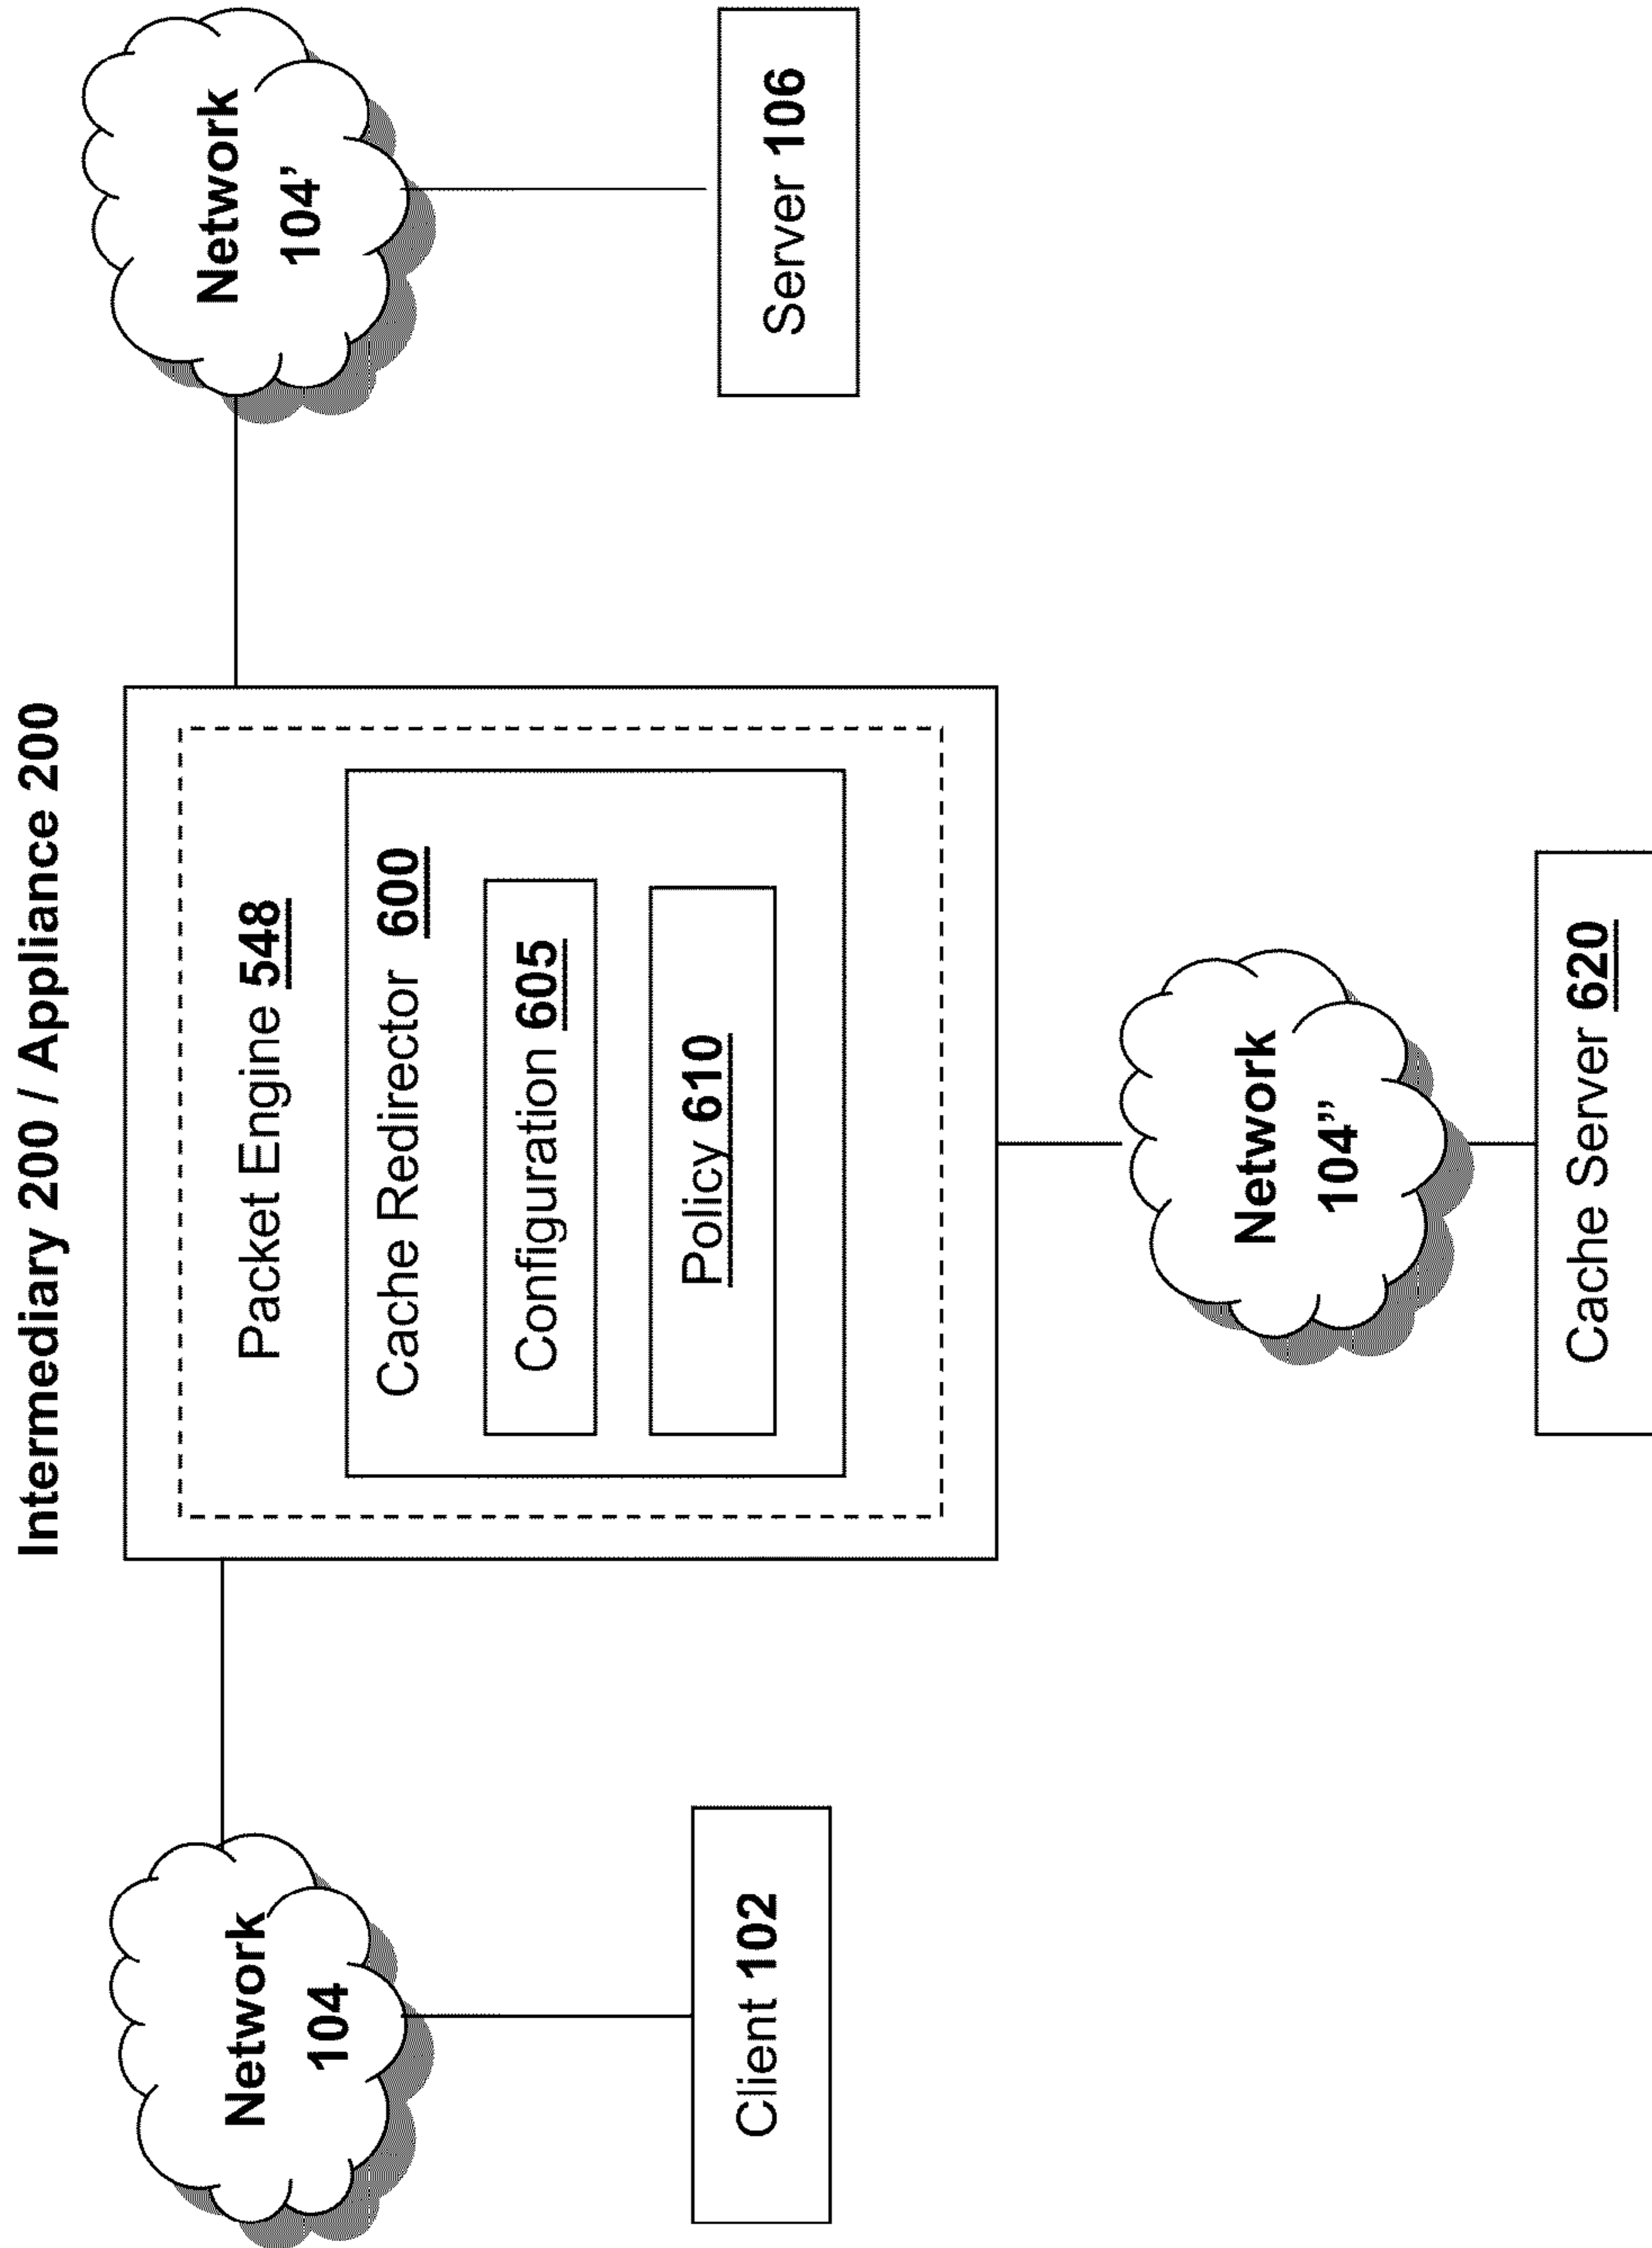 Intermediary 200 / Appliance 200
Network
104
Client 102
Packet Engine 548
Cache Redirector 600
Configuration 605
Policy 610
Network
104'
Server 106
Network
104”
Cache Server 620